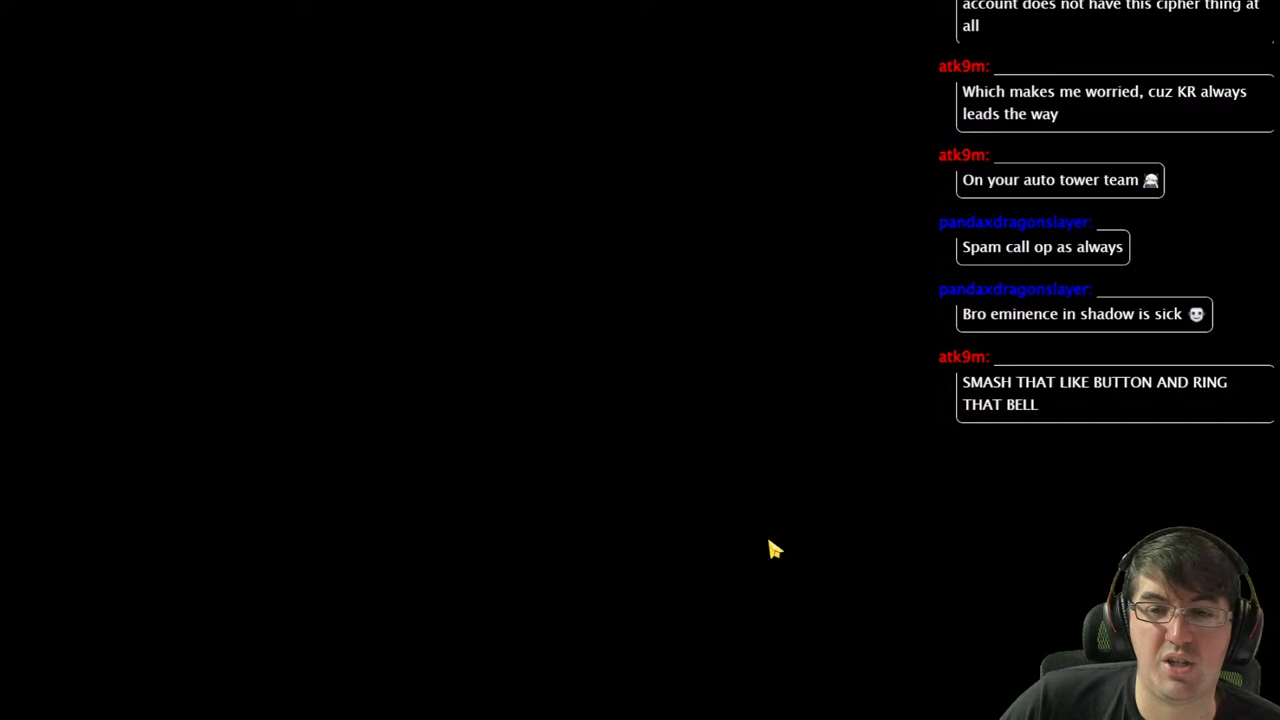 account does not have this cipher thing at
all
atk9m:
Which makes me worried, cuz KR always
leads the way
atk9m:
On your auto tower team
pandaxdragonslayer:
Spam call op as always
pandaxdragonslayer:
Bro eminence in shadow is sick
atk9m:
SMASH THAT LIKE BUTTON AND RING
THAT BELL